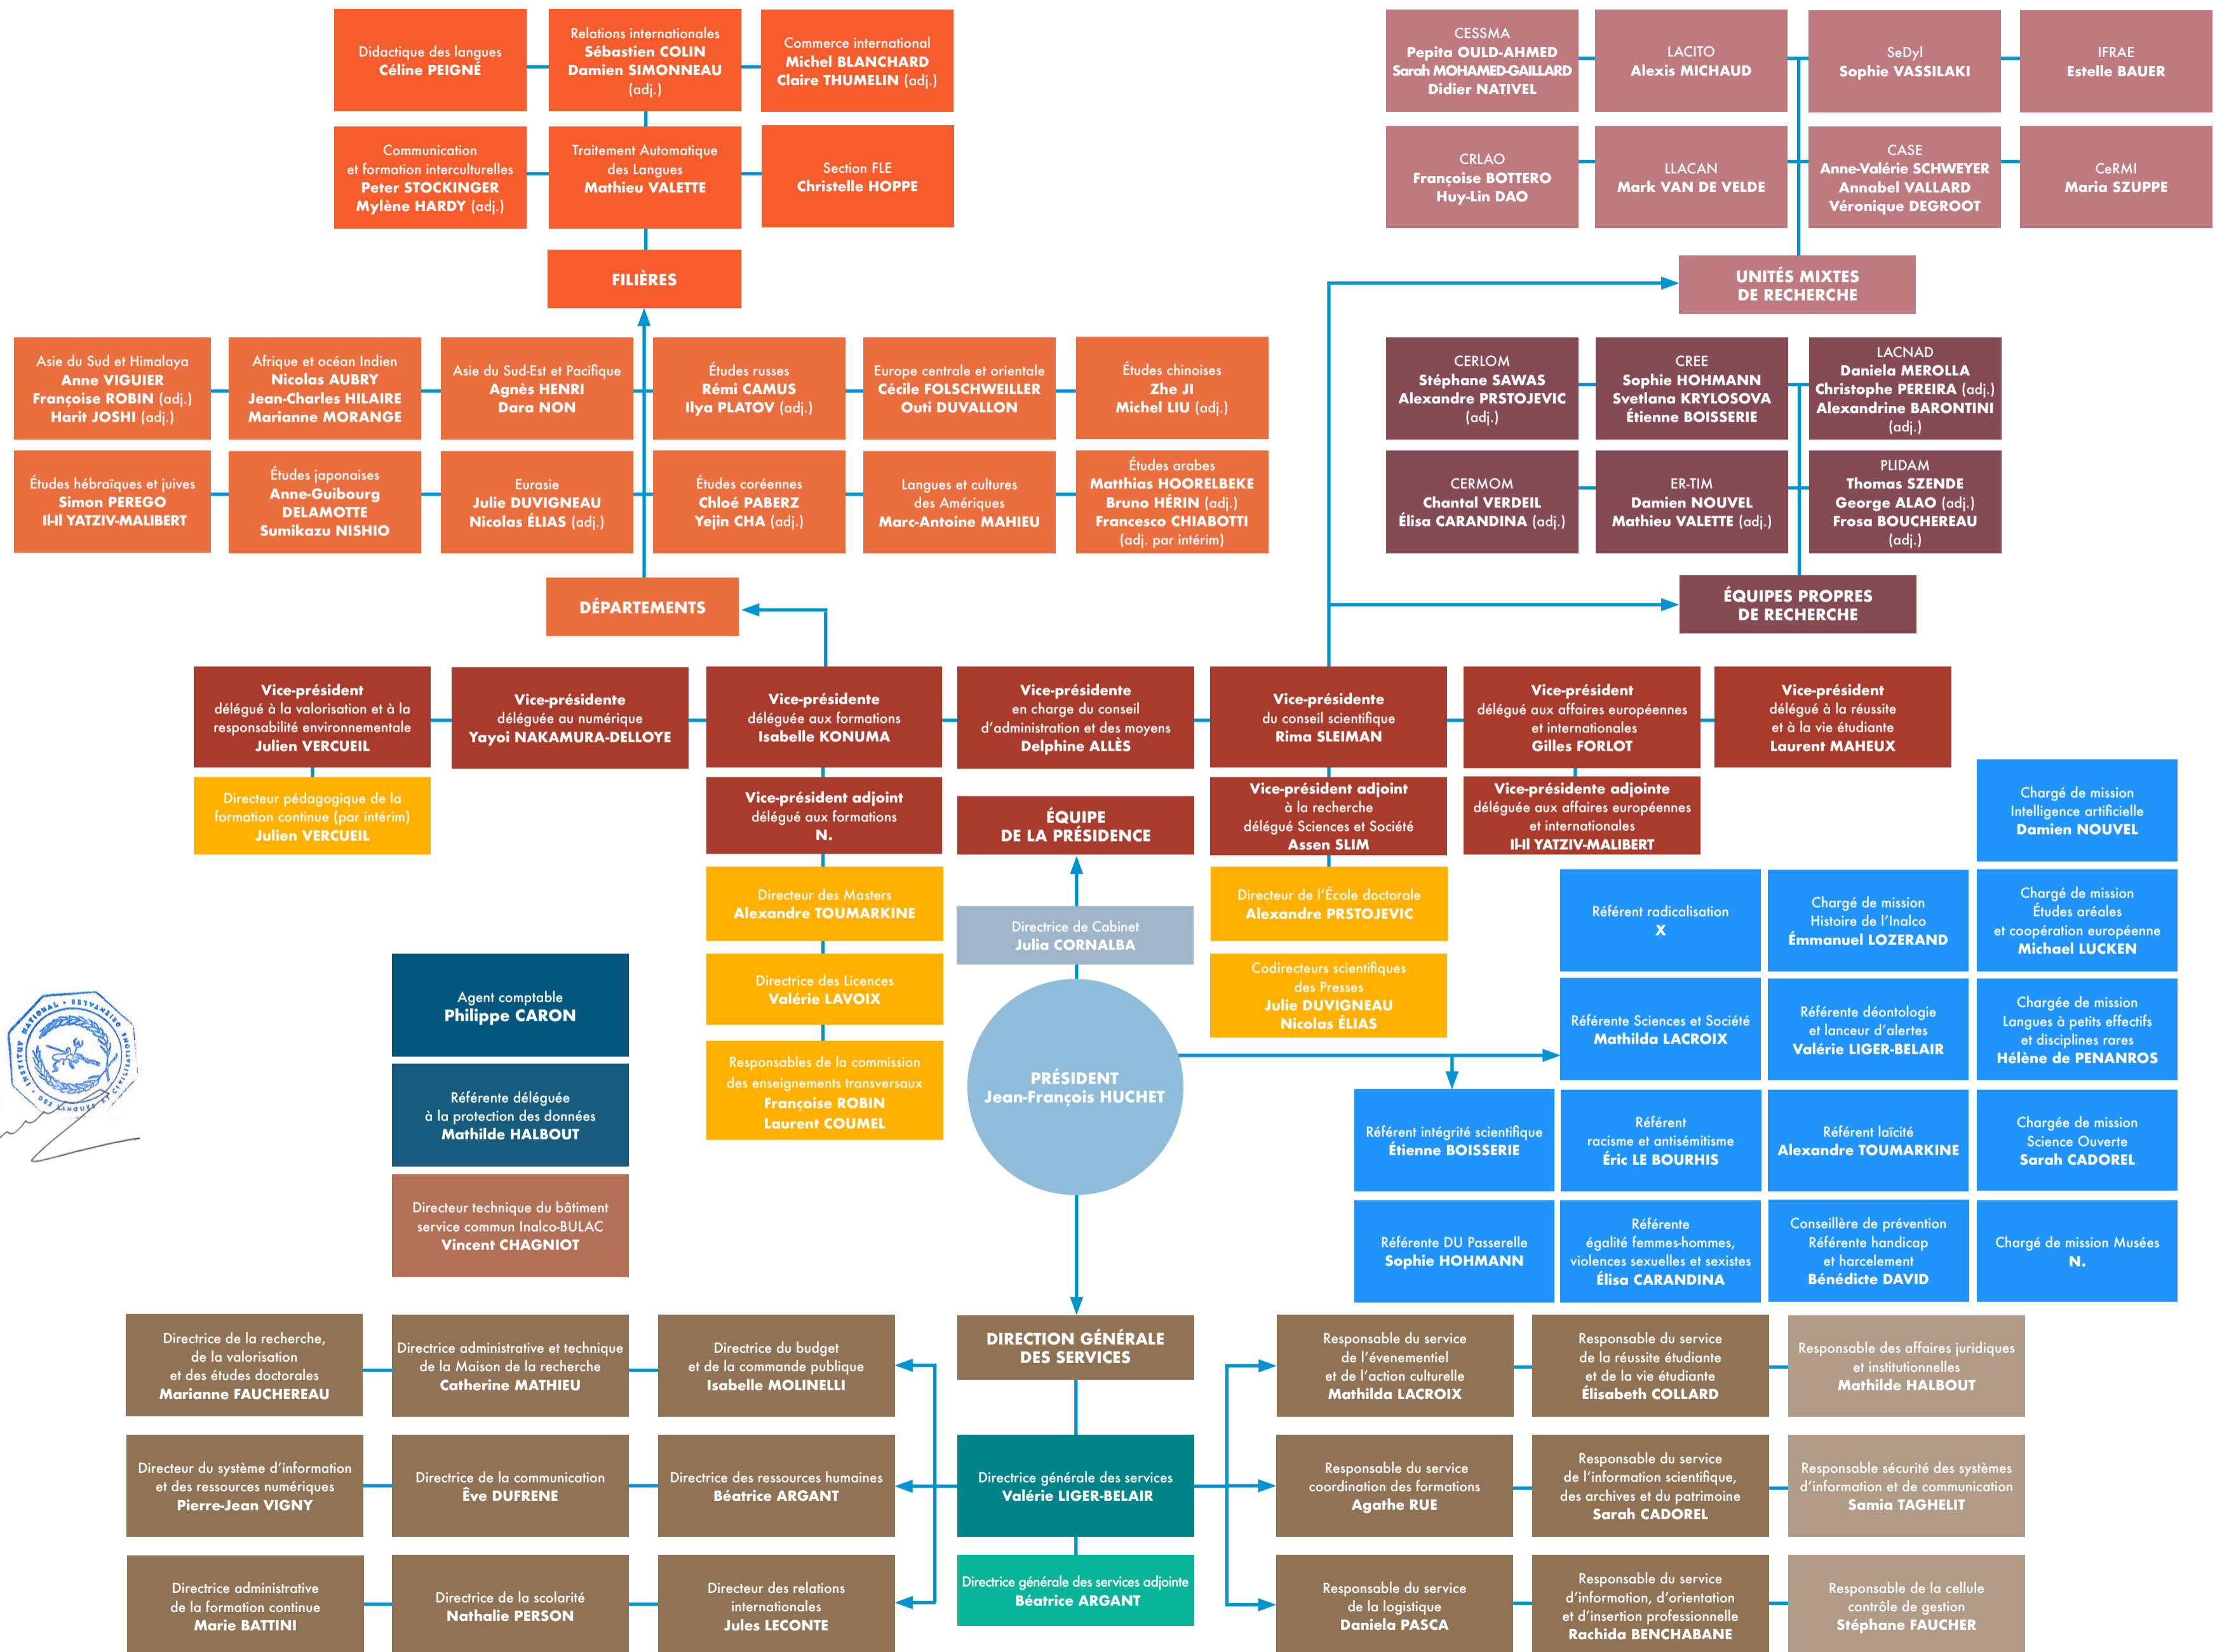 Didactique des langues
Céline PEIGNÉ
Relations internationales
Sébastien COLIN
Damien SIMONNEAU
(adj.)
Commerce international
Michel BLANCHARD
Claire THUMELIN (adj.)
Communication
et formation interculturelles
Peter STOCKINGER
Mylène HARDY (adj.)
Traitement Automatique
des Langues
Mathieu VALETTE
Section FLE
Christelle HOPPE
FILIÈRES
CESSMA
Pepita OULD-AHMED
Sarah MOHAMED-GAILLARD
Didier NATIVEL
LACITO
Alexis MICHAUD
SeDyl
Sophie VASSILAKI
IFRAE
Estelle BAUER
CRLAO
Françoise BOTTERO
Huy-Lin DAO
LLACAN
Mark VAN DE VELDE
CASE
Anne-Valérie SCHWEYER
Annabel VALLARD
Véronique DEGROOT
CeRMI
Maria SZUPPE
UNITÉS MIXTES
DE RECHERCHE
Asie du Sud et Himalaya
Anne VIGUIER
Françoise ROBIN (adj.)
Harit JOSHI (adj.)
Afrique et océan Indien
Nicolas AUBRY
Jean-Charles HILAIRE
Marianne MORANGE
Asie du Sud-Est et Pacifique
Agnès HENRI
Dara NON
Études russes
Rémi CAMUS
Ilya PLATOV (adj.)
Europe centrale et orientale
Cécile FOLSCHWEILLER
Outi DUVALLON
Études chinoises
Zhe JI
Michel LIU (adj.)
Études hébraïques et juives
Simon PEREGO
Il-Il YATZIV-MALIBERT
Études japonaises
Anne-Guibourg
DELAMOTTE
Sumikazu NISHIO
Eurasie
Julie DUVIGNEAU
Nicolas ÉLIAS (adj.)
Études coréennes
Chloé PABERZ
Yejin CHA (adj.)
Langues et cultures
des Amériques
Marc-Antoine MAHIEU
Études arabes
Matthias HOORELBEKE
Bruno HÉRIN (adj.)
Francesco CHIABOTTI
(adj. par intérim)
DÉPARTEMENTS
CERLOM
Stéphane SAWAS
Alexandre PRSTOJEVIC
(adj.)
CREE
Sophie HOHMANN
Svetlana KRYLOSOVA
Étienne BOISSERIE
LACNAD
Daniela MEROLLA
Christophe PEREIRA (adj.)
Alexandrine BARONTINI
(adj.)
CERMOM
Chantal VERDEIL
Élisa CARANDINA (adj.)
ER-TIM
Damien NOUVEL
Mathieu VALETTE (adj.)
PLIDAM
Thomas SZENDE
George ALAO (adj.)
Frosa BOUCHEREAU
(adj.)
ÉQUIPES PROPRES
DE RECHERCHE
Vice-président
délégué à la valorisation et à la
responsabilité environnementale
Julien VERCUEIL
Vice-présidente
déléguée au numérique
Yayoi NAKAMURA-DELLOYE
Vice-présidente
déléguée aux formations
Isabelle KONUMA
Vice-présidente
en charge du conseil
d'administration et des moyens
Delphine ALLÈS
Vice-présidente
du conseil scientifique
Rima SLEIMAN
Vice-président
délégué aux affaires européennes
et internationales
Gilles FORLOT
Vice-président
délégué à la réussite
et à la vie étudiante
Laurent MAHEUX
Directeur pédagogique de la
formation continue (par intérim)
Julien VERCUEIL
Vice-président adjoint
délégué aux formations
N.
ÉQUIPE
DE LA PRÉSIDENCE
Vice-président adjoint
à la recherche
délégué Sciences et Société
Assen SLIM
Vice-présidente adjointe
déléguée aux affaires européennes
et internationales
Il-Il YATZIV-MALIBERT
Chargé de mission
Intelligence artificielle
Damien NOUVEL
Directeur des Masters
Alexandre TOUMARKINE
Directrice de Cabinet
Julia CORNALBA
Directeur de l'École doctorale
Alexandre PRSTOJEVIC
Référent radicalisation
X
Chargé de mission
Histoire de l'Inalco
Émmanuel LOZERAND
Chargé de mission
Études aréales
et coopération européenne
Michael LUCKEN
Agent comptable
Philippe CARON
Directrice des Licences
Valérie LAVOIX
Codirecteurs scientifiques
des Presses
Julie DUVIGNEAU
Nicolas ÉLIAS
Référente Sciences et Société
Mathilda LACROIX
Référente déontologie
et lanceur d'alertes
Valérie LIGER-BELAIR
Chargée de mission
Langues à petits effectifs
et disciplines rares
Hélène de PENANROS
INSTITUT NATIONAL
DES LANGUES ET CIVILISATIONS
Référente déléguée
à la protection des données
Mathilde HALBOUT
Responsables de la commission
des enseignements transversaux
Françoise ROBIN
Laurent COUMEL
PRÉSIDENT
Jean-François HUCHET
Référent intégrité scientifique
Étienne BOISSERIE
Référent
racisme et antisémitisme
Éric LE BOURHIS
Référent laïcité
Alexandre TOUMARKINE
Chargée de mission
Science Ouverte
Sarah CADOREL
Directeur technique du bâtiment
service commun Inalco-BULAC
Vincent CHAGNIOT
Référente DU Passerelle
Sophie HOHMANN
Référente
égalité femmes-hommes,
violences sexuelles et sexistes
Élisa CARANDINA
Conseillère de prévention
Référente handicap
et harcelement
Bénédicte DAVID
Chargé de mission Musées
N.
Directrice de la recherche,
de la valorisation
et des études doctorales
Marianne FAUCHEREAU
Directrice administrative et technique
de la Maison de la recherche
Catherine MATHIEU
Directrice du budget
et de la commande publique
Isabelle MOLINELLI
DIRECTION GÉNÉRALE
DES SERVICES
Responsable du service
de l'évenementiel
et de l'action culturelle
Mathilda LACROIX
Responsable du service
de la réussite étudiante
et de la vie étudiante
Élisabeth COLLARD
Responsable des affaires juridiques
et institutionnelles
Mathilde HALBOUT
Directeur du système d'information
et des ressources numériques
Pierre-Jean VIGNY
Directrice de la communication
Êve DUFRENE
Directrice des ressources humaines
Béatrice ARGANT
Directrice générale des services
Valérie LIGER-BELAIR
Responsable du service
coordination des formations
Agathe RUE
Responsable du service
de l'information scientifique,
des archives et du patrimoine
Sarah CADOREL
Responsable sécurité des systèmes
d'information et de communication
Samia TAGHELIT
Directrice administrative
de la formation continue
Marie BATTINI
Directrice de la scolarité
Nathalie PERSON
Directeur des relations
internationales
Jules LECONTE
Directrice générale des services adjointe
Béatrice ARGANT
Responsable du service
de la logistique
Daniela PASCA
Responsable du service
d'information, d'orientation
et d'insertion professionnelle
Rachida BENCHABANE
Responsable de la cellule
contrôle de gestion
Stéphane FAUCHER